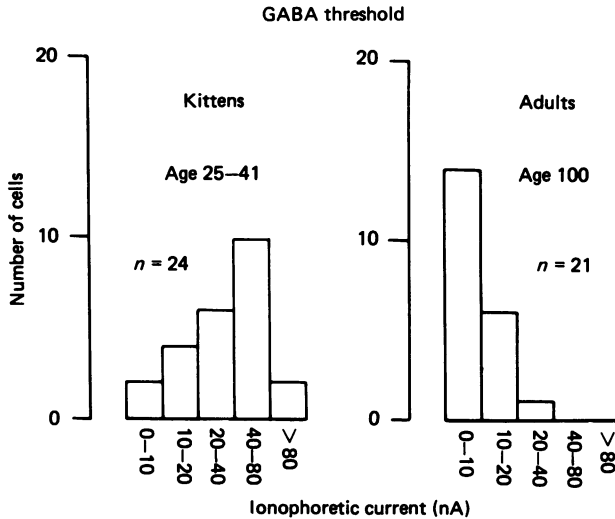 GABA threshold
20
Kittens
Age 25–41
n = 24
10
0
Number of cells
0–10
10–20
20–40
40–80
> 80
20
Adults
Age 100
n = 21
10
0
0–10
10–20
20–40
40–80
> 80
Ionophoretic current (nA)